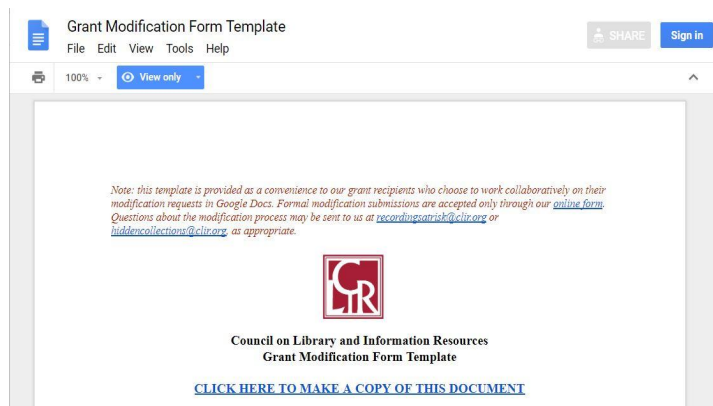 Grant Modification Form Template
File Edit View Tools Help
SHARE
Sign in
100%
View only
Note: this template is provided as a convenience to our grant recipients who choose to work collaboratively on their
modification requests in Google Docs. Formal modification submissions are accepted only through our online form.
Questions about the modification process may be sent to us at recordingsatrisk@clir.org or
hiddencollections@clir.org, as appropriate.
CLIR
Council on Library and Information Resources
Grant Modification Form Template
CLICK HERE TO MAKE A COPY OF THIS DOCUMENT